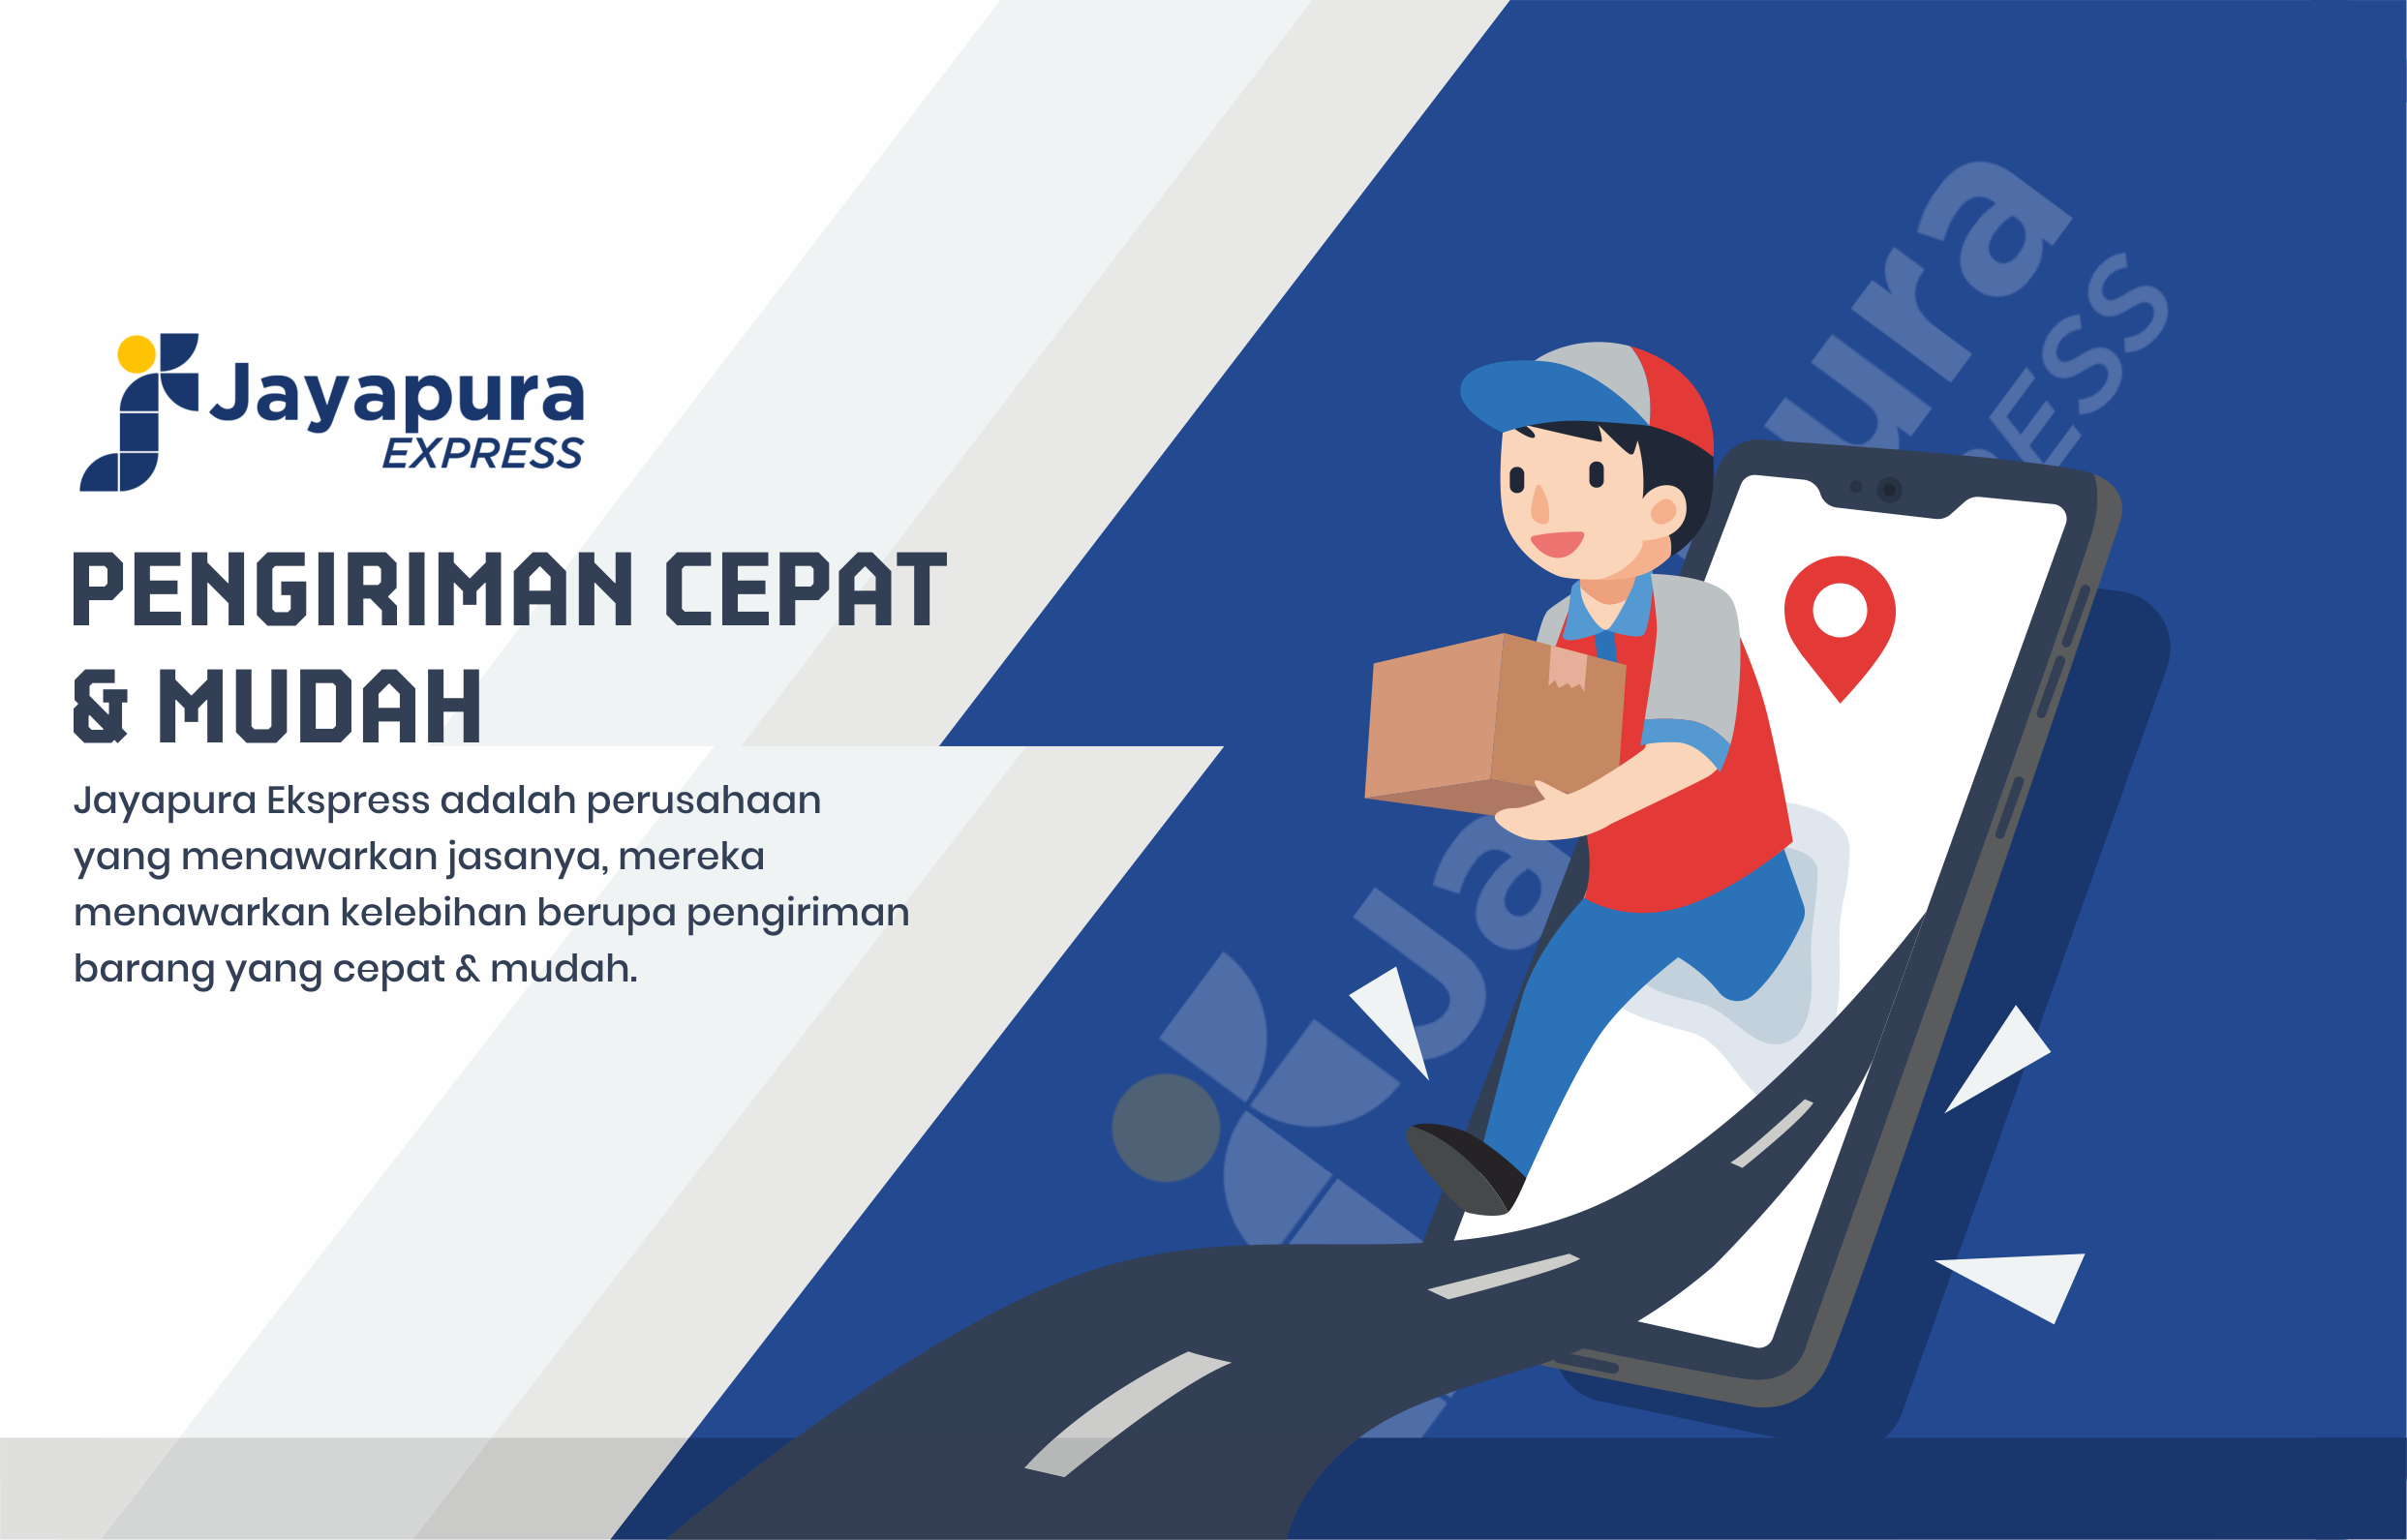 Jayapura
EXPRESS
PENGIRIMAN CEPAT
& MUDAH
Jayapura Ekspress adalah perusahaan
yang menawarkan jasanya, mereka
menawarkan kelebihan berupa pengiriman
barang yang cepat & mudah.